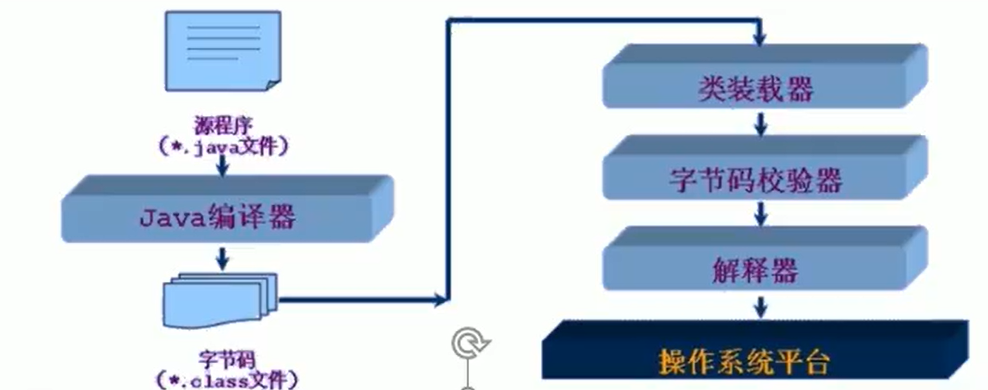 源程序
(*.java文件)
Java编译器
字节码
(*.class文件)
类装载器
字节码校验器
解释器
操作系统平台